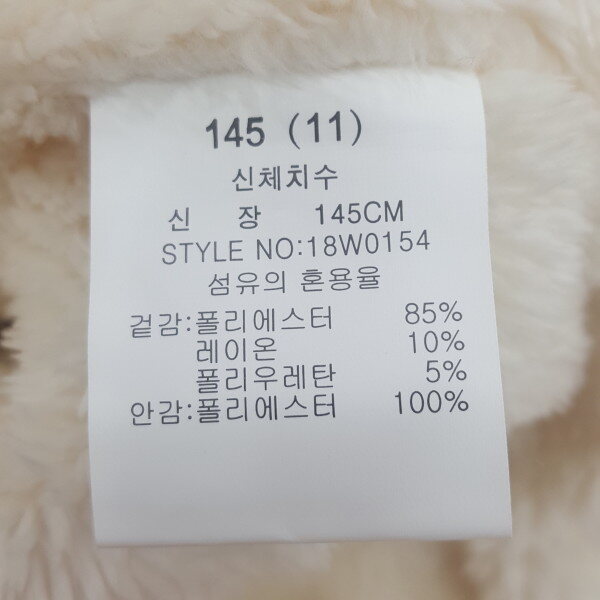 145 (11)
신체치수
신 장 145CM
STYLE NO:18W0154
섬유의 혼용율
겉감:폴리에스터 85%
레이온 10%
폴리우레탄 5%
안감:폴리에스터 100%